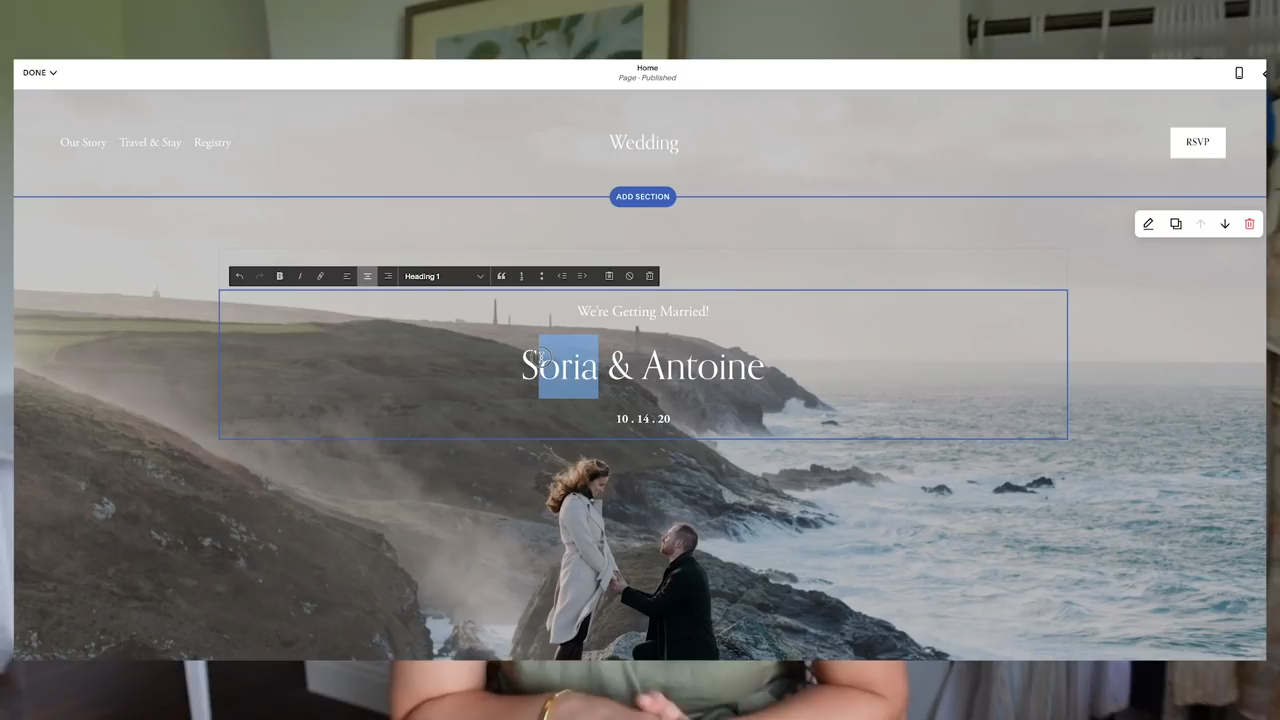 DONE
Home
Page · Published
Our Story Travel & Stay Registry
Wedding
RSVP
ADD SECTION
B I Heading 1
We're Getting Married!
Soria & Antoine
10 . 14 . 20